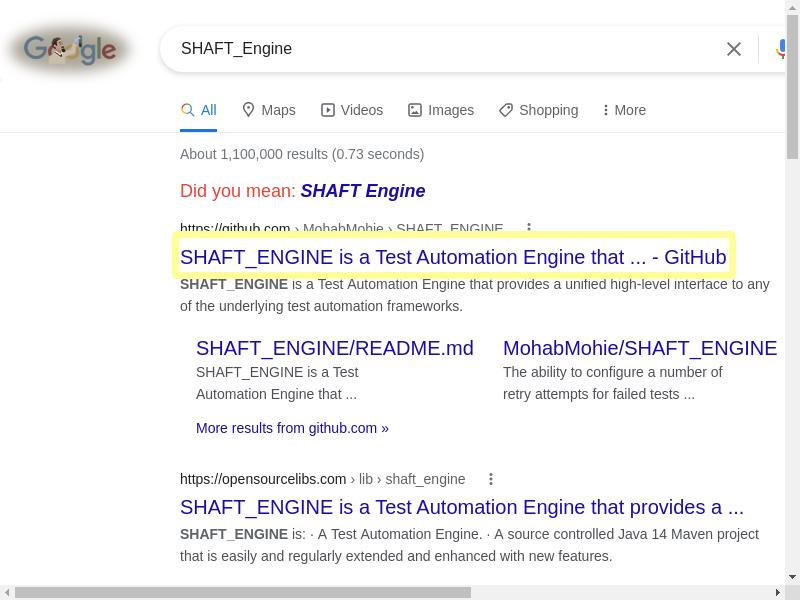 Google
SHAFT_Engine
All Maps Videos Images Shopping More
About 1,100,000 results (0.73 seconds)
Did you mean: SHAFT Engine
https://github.com › MohabMohie › SHAFT_ENGINE
SHAFT_ENGINE is a Test Automation Engine that ... - GitHub
SHAFT_ENGINE is a Test Automation Engine that provides a unified high-level interface to any
of the underlying test automation frameworks.
SHAFT_ENGINE/README.md
SHAFT_ENGINE is a Test
Automation Engine that ...
MohabMohie/SHAFT_ENGINE
The ability to configure a number of
retry attempts for failed tests ...
More results from github.com »
https://opensourcelibs.com › lib › shaft_engine
SHAFT_ENGINE is a Test Automation Engine that provides a ...
SHAFT_ENGINE is: · A Test Automation Engine. · A source controlled Java 14 Maven project
that is easily and regularly extended and enhanced with new features.